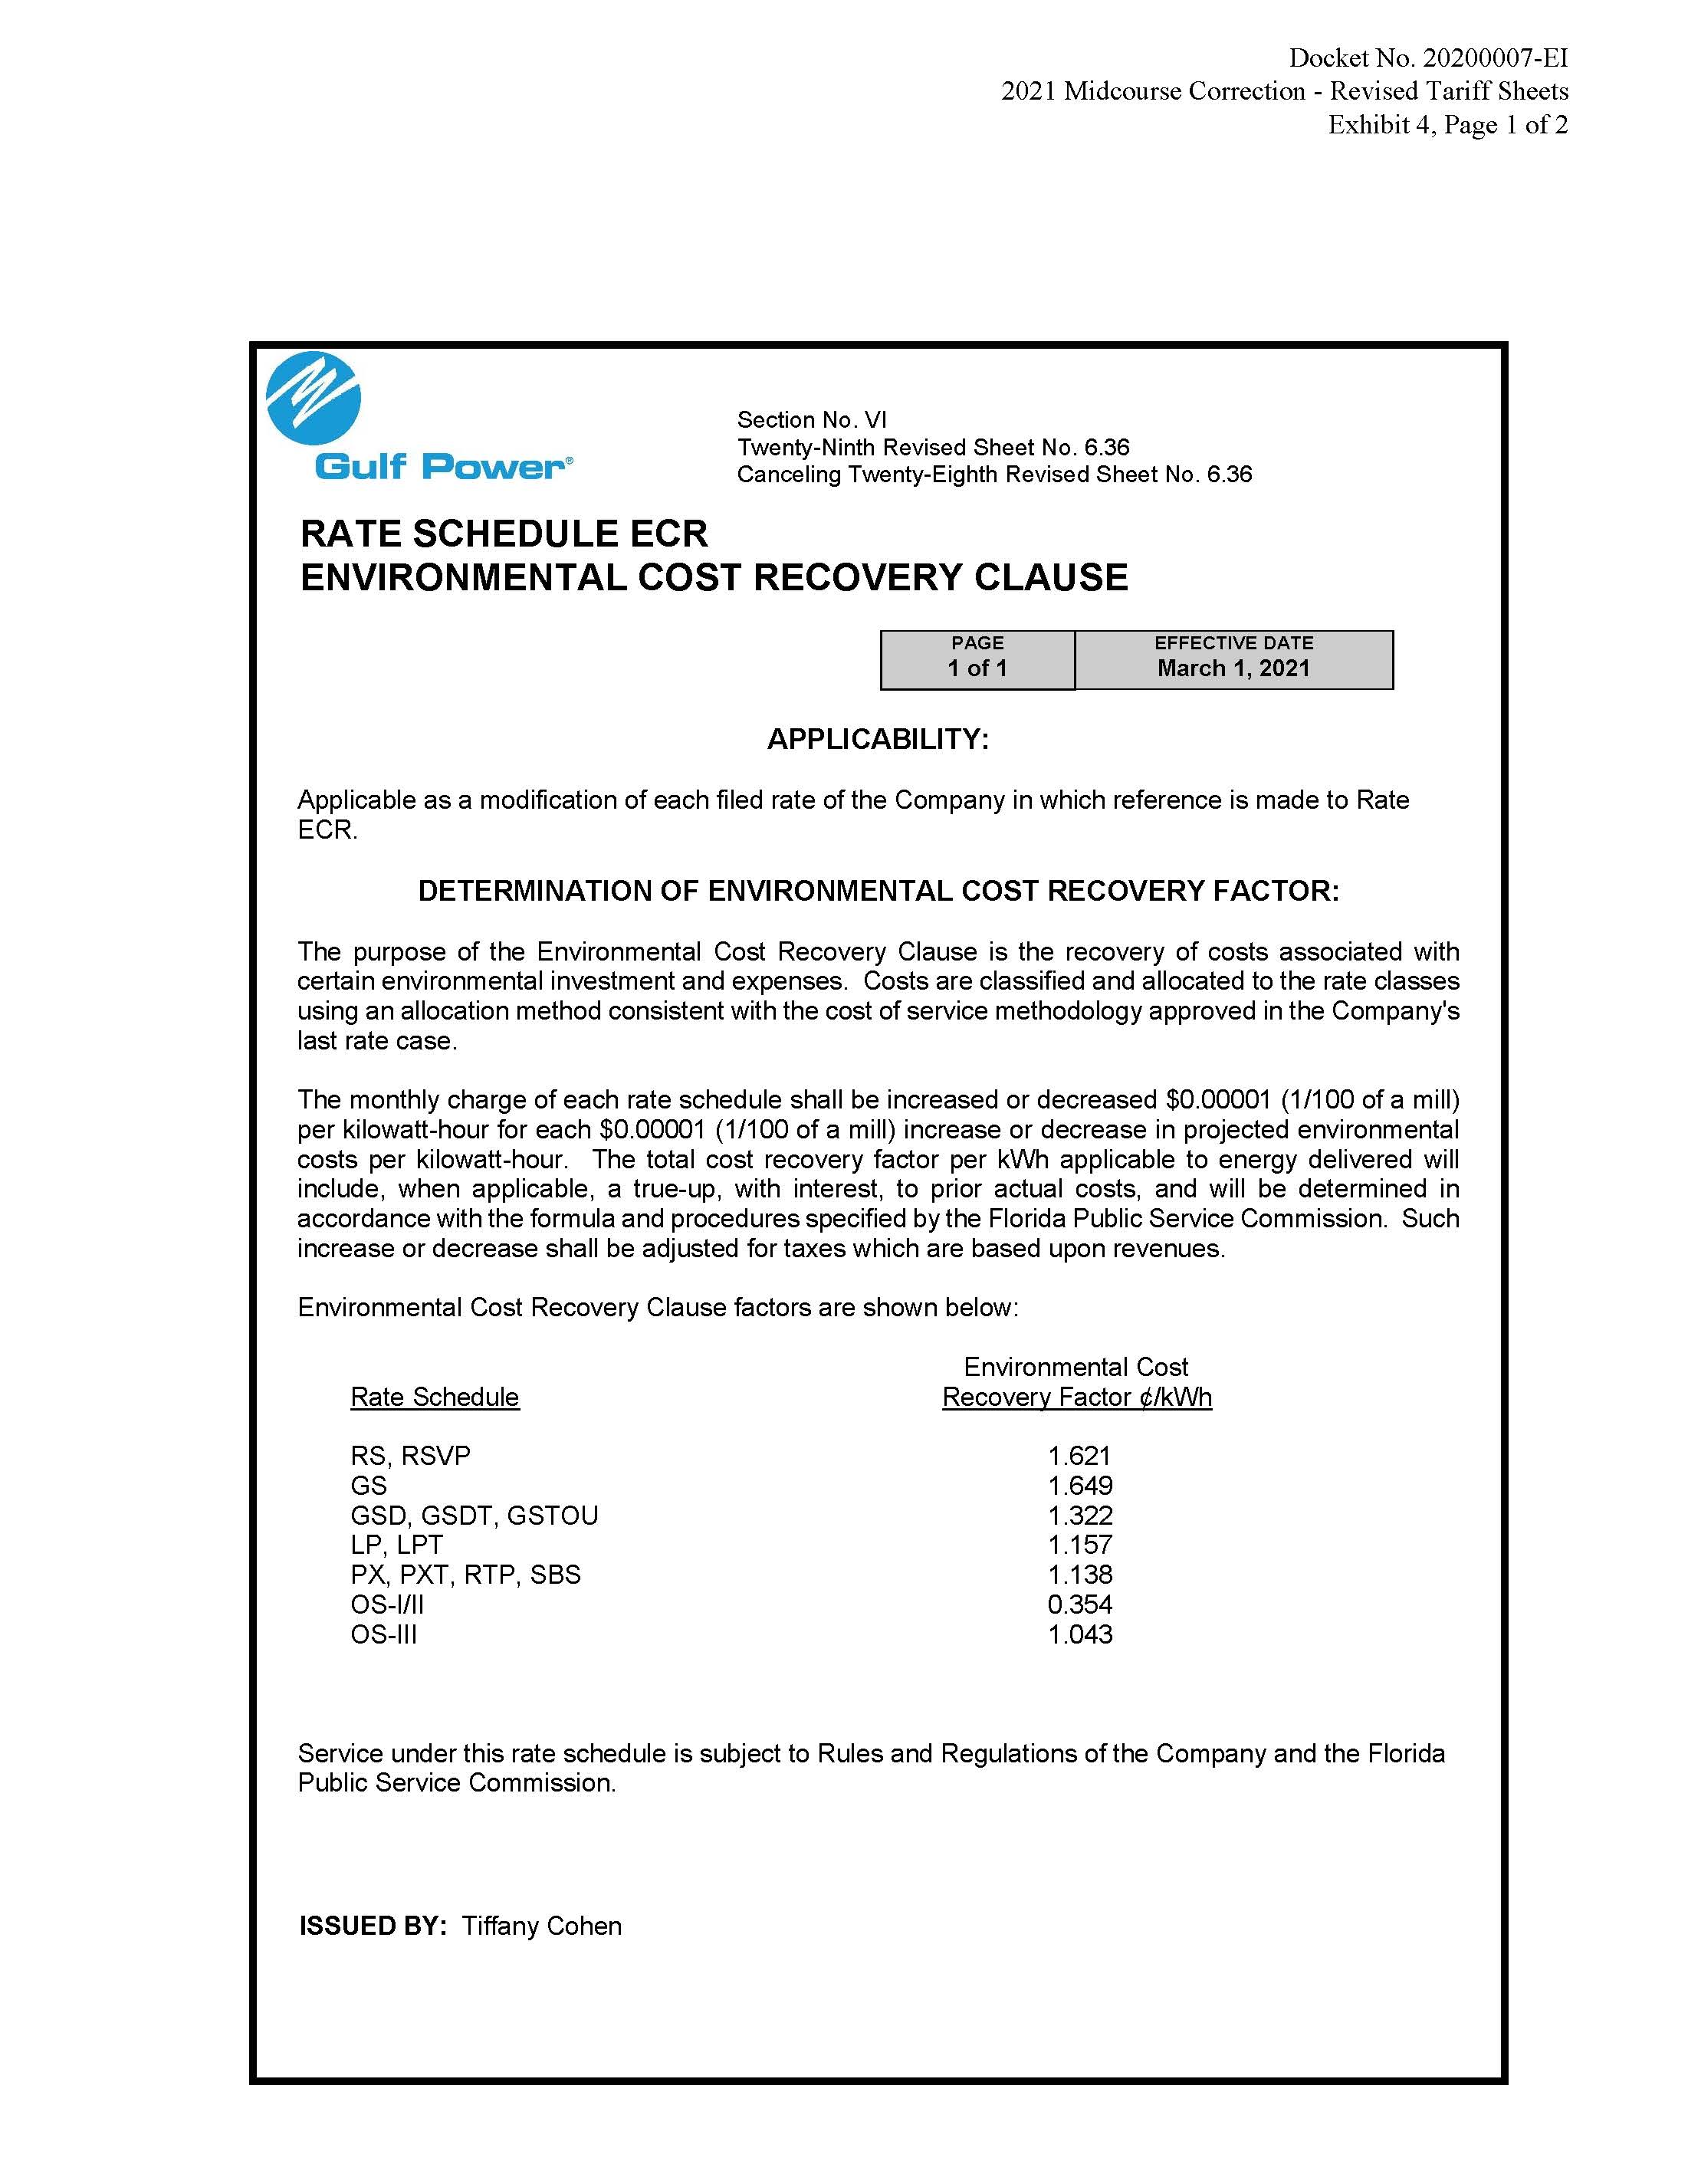 Docket No. 20200007-EI
2021 Midcourse Correction - Revised Tariff Sheets
Exhibit 4, Page 1 of 2
Gulf Power®
Section No. VI
Twenty-Ninth Revised Sheet No. 6.36
Canceling Twenty-Eighth Revised Sheet No. 6.36
RATE SCHEDULE ECR
ENVIRONMENTAL COST RECOVERY CLAUSE
PAGE EFFECTIVE DATE
1 of 1 March 1, 2021
APPLICABILITY:
Applicable as a modification of each filed rate of the Company in which reference is made to Rate
ECR.
DETERMINATION OF ENVIRONMENTAL COST RECOVERY FACTOR:
The purpose of the Environmental Cost Recovery Clause is the recovery of costs associated with
certain environmental investment and expenses. Costs are classified and allocated to the rate classes
using an allocation method consistent with the cost of service methodology approved in the Company's
last rate case.
The monthly charge of each rate schedule shall be increased or decreased $0.00001 (1/100 of a mill)
per kilowatt-hour for each $0.00001 (1/100 of a mill) increase or decrease in projected environmental
costs per kilowatt-hour. The total cost recovery factor per kWh applicable to energy delivered will
include, when applicable, a true-up, with interest, to prior actual costs, and will be determined in
accordance with the formula and procedures specified by the Florida Public Service Commission. Such
increase or decrease shall be adjusted for taxes which are based upon revenues.
Environmental Cost Recovery Clause factors are shown below:
Environmental Cost
Rate Schedule Recovery Factor ¢/kWh
RS, RSVP 1.621
GS 1.649
GSD, GSDT, GSTOU 1.322
LP, LPT 1.157
PX, PXT, RTP, SBS 1.138
OS-I/II 0.354
OS-III 1.043
Service under this rate schedule is subject to Rules and Regulations of the Company and the Florida
Public Service Commission.
ISSUED BY: Tiffany Cohen